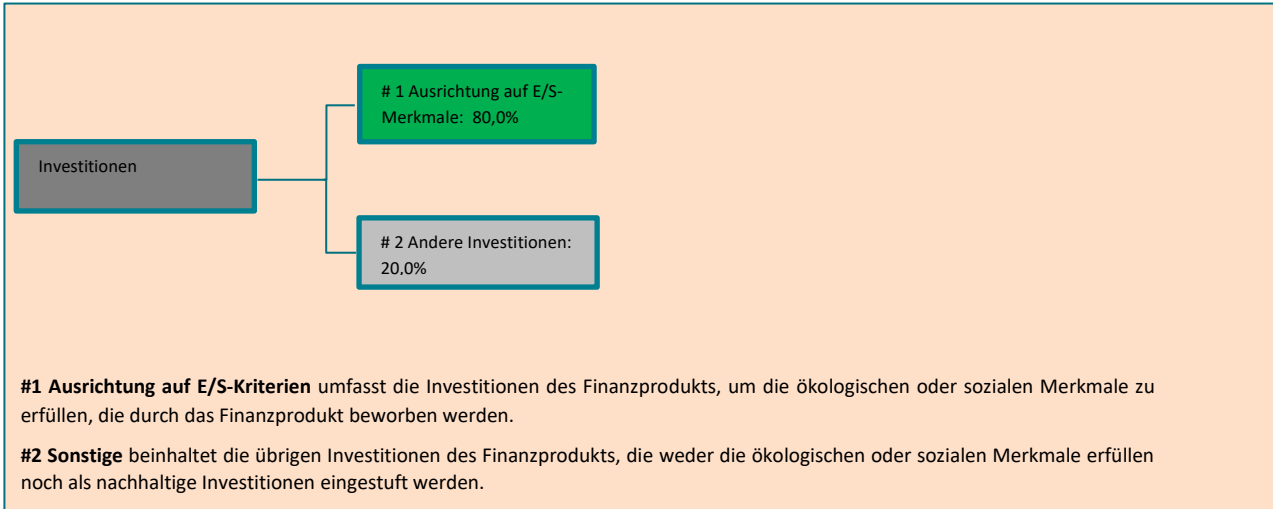 # 1 Ausrichtung auf E/S-
Merkmale:  80,0%
Investitionen
# 2 Andere Investitionen:
20,0%
#1 Ausrichtung auf E/S-Kriterien umfasst die Investitionen des Finanzprodukts, um die ökologischen oder sozialen Merkmale zu
erfüllen, die durch das Finanzprodukt beworben werden.
#2 Sonstige beinhaltet die übrigen Investitionen des Finanzprodukts, die weder die ökologischen oder sozialen Merkmale erfüllen
noch als nachhaltige Investitionen eingestuft werden.